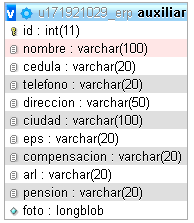 u171921029_erp auxiliar
id : int(11)
nombre : varchar(100)
cedula : varchar(20)
telefono : varchar(20)
direccion : varchar(50)
ciudad : varchar(100)
eps : varchar(20)
compensacion : varchar(20)
arl : varchar(20)
pension : varchar(20)
foto : longblob